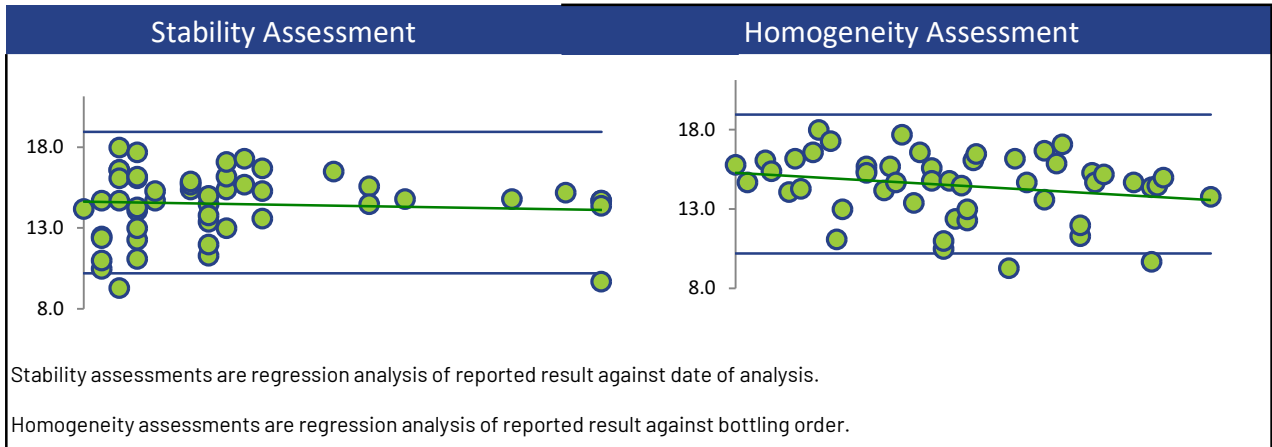 Stability Assessment
Homogeneity Assessment
18.0
13.0
8.0
18.0
13.0
8.0
Stability assessments are regression analysis of reported result against date of analysis.
Homogeneity assessments are regression analysis of reported result against bottling order.